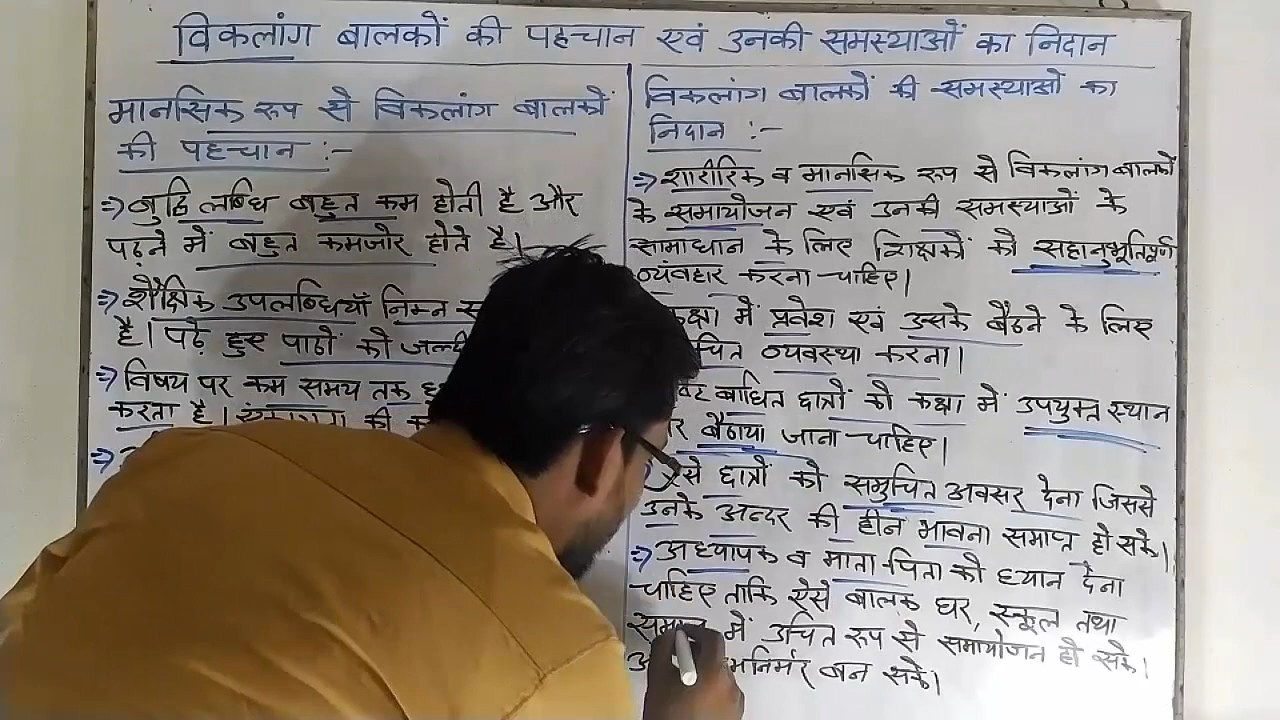 विकलांग बालकों की पहचान एवं उनकी समस्याओं का निदान
मानसिक रूप से विकलांग बालकों
की पहचान :-
⇒ बुद्धि लब्धि बहुत कम होती है और
पढ़ने में बहुत कमजोर होते है।
⇒ शैक्षिक उपलब्धियाँ निम्न
है। पढ़े हुए पाठों को जल्दी
⇒ विषय पर कम समय तक
करता है। की
⇒
विकलांग बालकों की समस्याओं का
निदान :-
⇒ शारीरिक व मानसिक रूप से विकलांग बालकों
के समायोजन एवं उनकी समस्याओं के
सामाधान के लिए शिक्षकों को सहानुभूतिपूर्ण
व्यंवहार करना चाहिए।
कक्षा में प्रवेश एवं उसके बैठने के लिए
व्यवस्था करना।
बाधित छात्रों को कक्षा में उपयुक्त स्थान
बैठाया जाना चाहिए।
ऐसे छात्रों को समुचित अवसर देना जिससे
उनके अन्दर की हीन भावना समाप्त हो सके।
⇒ अध्यापक व माता-पिता को ध्यान देना
चाहिए ताकि ऐसे बालक घर, स्कूल तथा
समाज में उचित रूप से समायोजन हो सके।
बन सके।